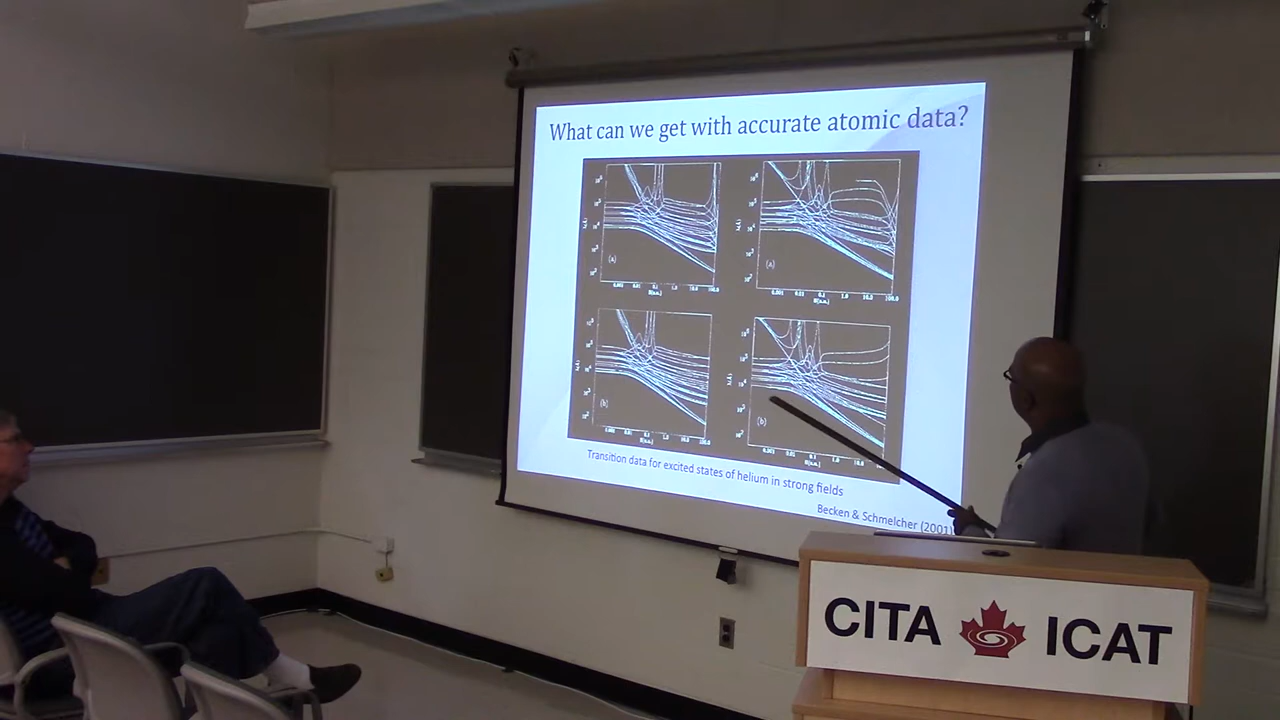 What can we get with accurate atomic data?
(a)
(a)
(b)
(b)
Transition data for excited states of helium in strong fields
Becken & Schmelcher (2001)
CITA ICAT